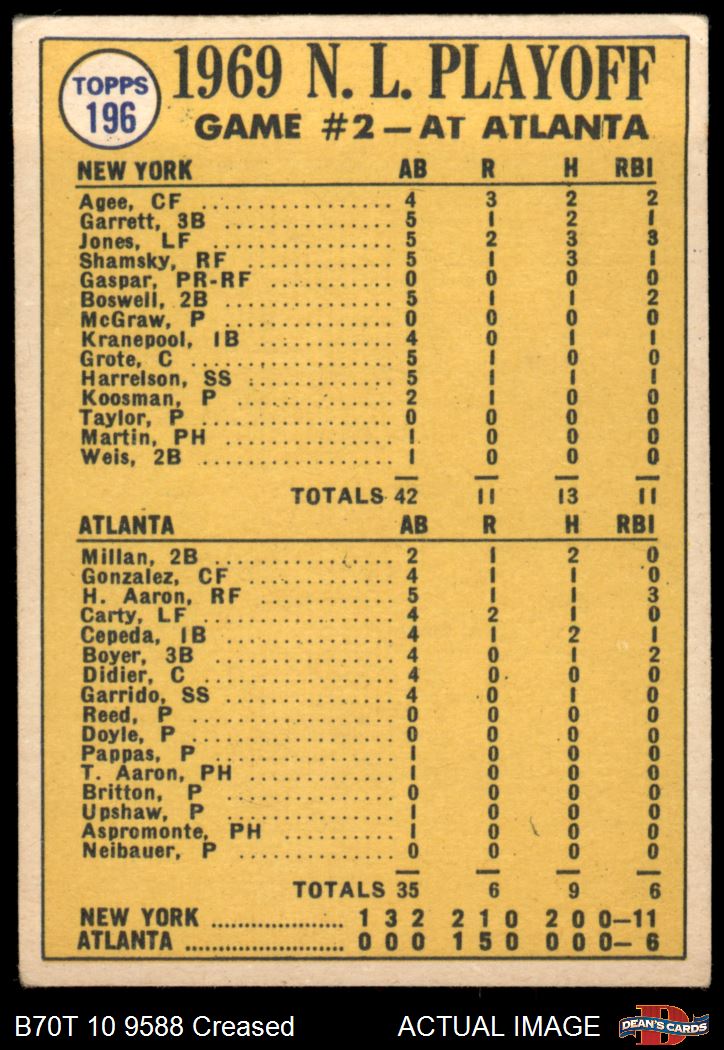 TOPPS
196
1969 N. L. PLAYOFF
GAME #2—AT ATLANTA
NEW YORK AB R H RBI
Agee, CF .................... 4 3 2 2
Garrett, 3B .................... 5 1 2 1
Jones, LF .................... 5 2 3 3
Shamsky, RF .................... 5 1 3 1
Gaspar, PR-RF .................... 0 0 0 0
Boswell, 2B .................... 5 1 1 2
McGraw, P .................... 0 0 0 0
Kranepool, 1B .................... 4 0 1 1
Grote, C .................... 5 1 0 0
Harrelson, SS .................... 5 1 1 1
Koosman, P .................... 2 1 0 0
Taylor, P .................... 0 0 0 0
Martin, PH .................... 1 0 0 0
Weis, 2B .................... 1 0 0 0
TOTALS 42 11 13 11
ATLANTA AB R H RBI
Millan, 2B .................... 2 1 2 0
Gonzalez, CF .................... 4 1 1 0
H. Aaron, RF .................... 5 1 1 3
Carty, LF .................... 4 2 1 0
Cepeda, 1B .................... 4 1 2 1
Boyer, 3B .................... 4 0 1 2
Didier, C .................... 4 0 0 0
Garrido, SS .................... 4 0 1 0
Reed, P .................... 0 0 0 0
Doyle, P .................... 0 0 0 0
Pappas, P .................... 1 0 0 0
T. Aaron, PH .................... 1 0 0 0
Britton, P .................... 0 0 0 0
Upshaw, P .................... 1 0 0 0
Aspromonte, PH .................... 1 0 0 0
Neibauer, P .................... 0 0 0 0
TOTALS 35 6 9 6
NEW YORK .................... 1 3 2 2 1 0 2 0 0—11
ATLANTA .................... 0 0 0 1 5 0 0 0 0— 6
B70T 10 9588 Creased ACTUAL IMAGE
D
DEAN'S CARDS